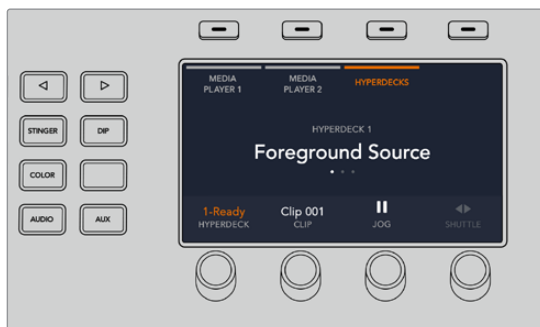 MEDIA
PLAYER 1
MEDIA
PLAYER 2
HYPERDECKS
STINGER
DIP
HYPERDECK 1
Foreground Source
COLOR
1-Ready
HYPERDECK
Clip 001
CLIP
JOG
SHUTTLE
AUDIO
AUX